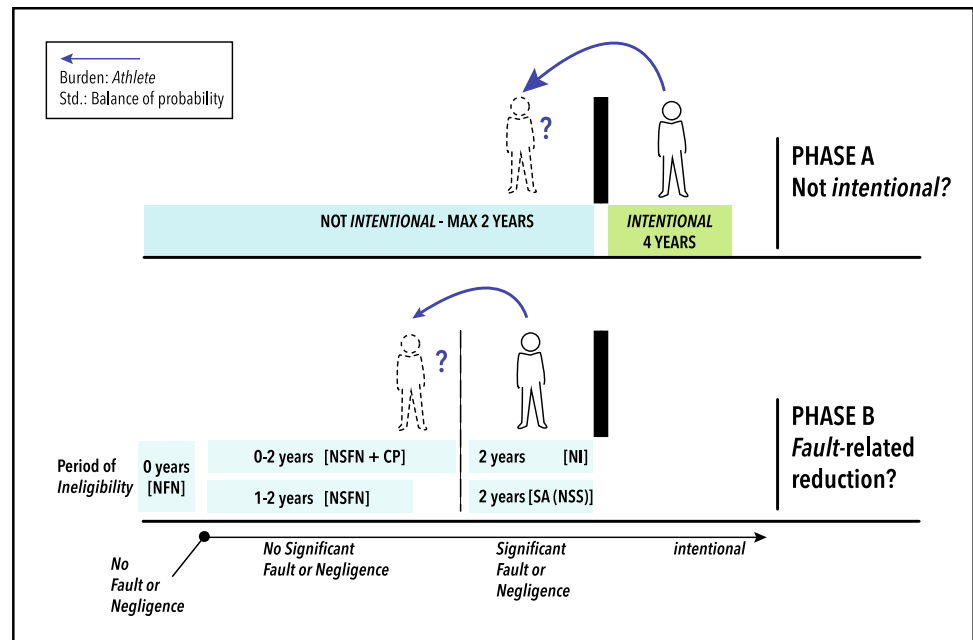 Burden: Athlete
Std.: Balance of probability
?
PHASE A
Not intentional?
NOT INTENTIONAL - MAX 2 YEARS
INTENTIONAL
4 YEARS
?
PHASE B
Fault-related
reduction?
Period of
Ineligibility
0 years
[NFN]
0-2 years [NSFN + CP]
2 years [NI]
1-2 years [NSFN]
2 years [SA (NSS)]
No
Fault or
Negligence
No Significant
Fault or Negligence
Significant
Fault or
Negligence
intentional